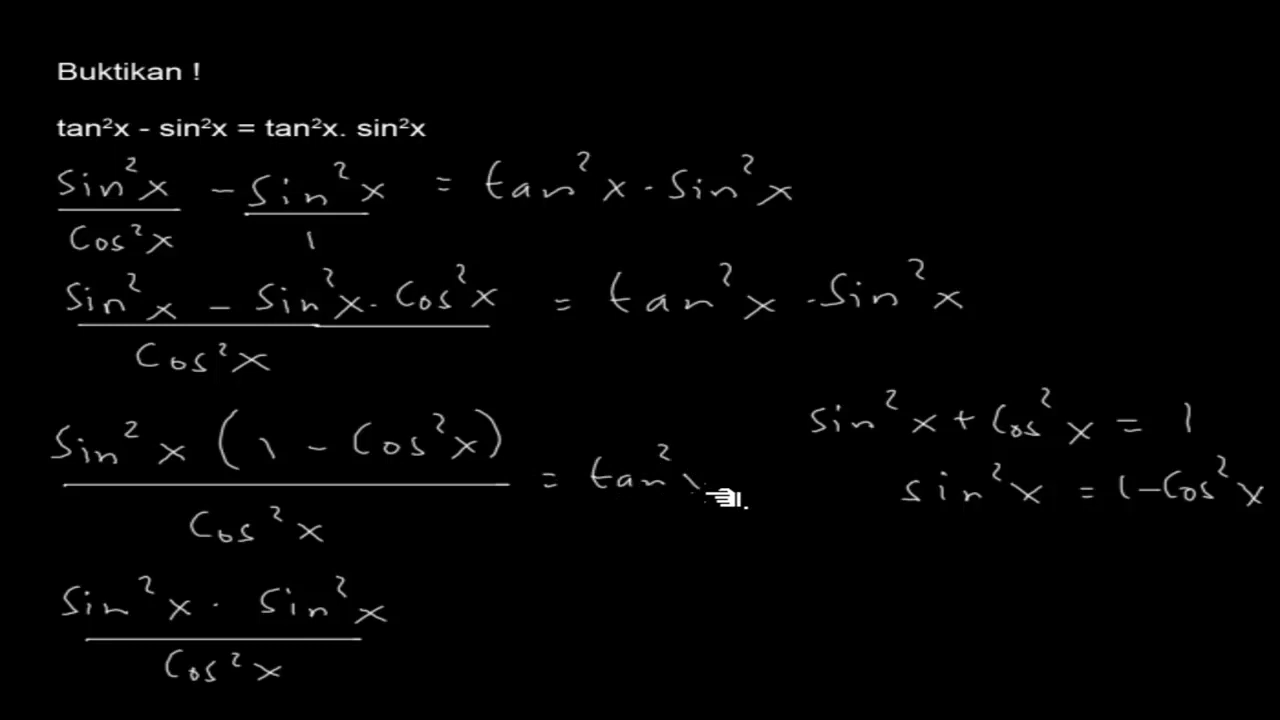 Buktikan !
tan²x - sin²x = tan²x. sin²x
Sin²x / Cos²x - Sin²x / 1 = tan²x · Sin²x
Sin²x - Sin²x · Cos²x / Cos²x = tan²x · Sin²x
Sin²x (1 - Cos²x) / Cos²x = tan²x
Sin²x · Sin²x / Cos²x
Sin²x + Cos²x = 1
Sin²x = 1 - Cos²x